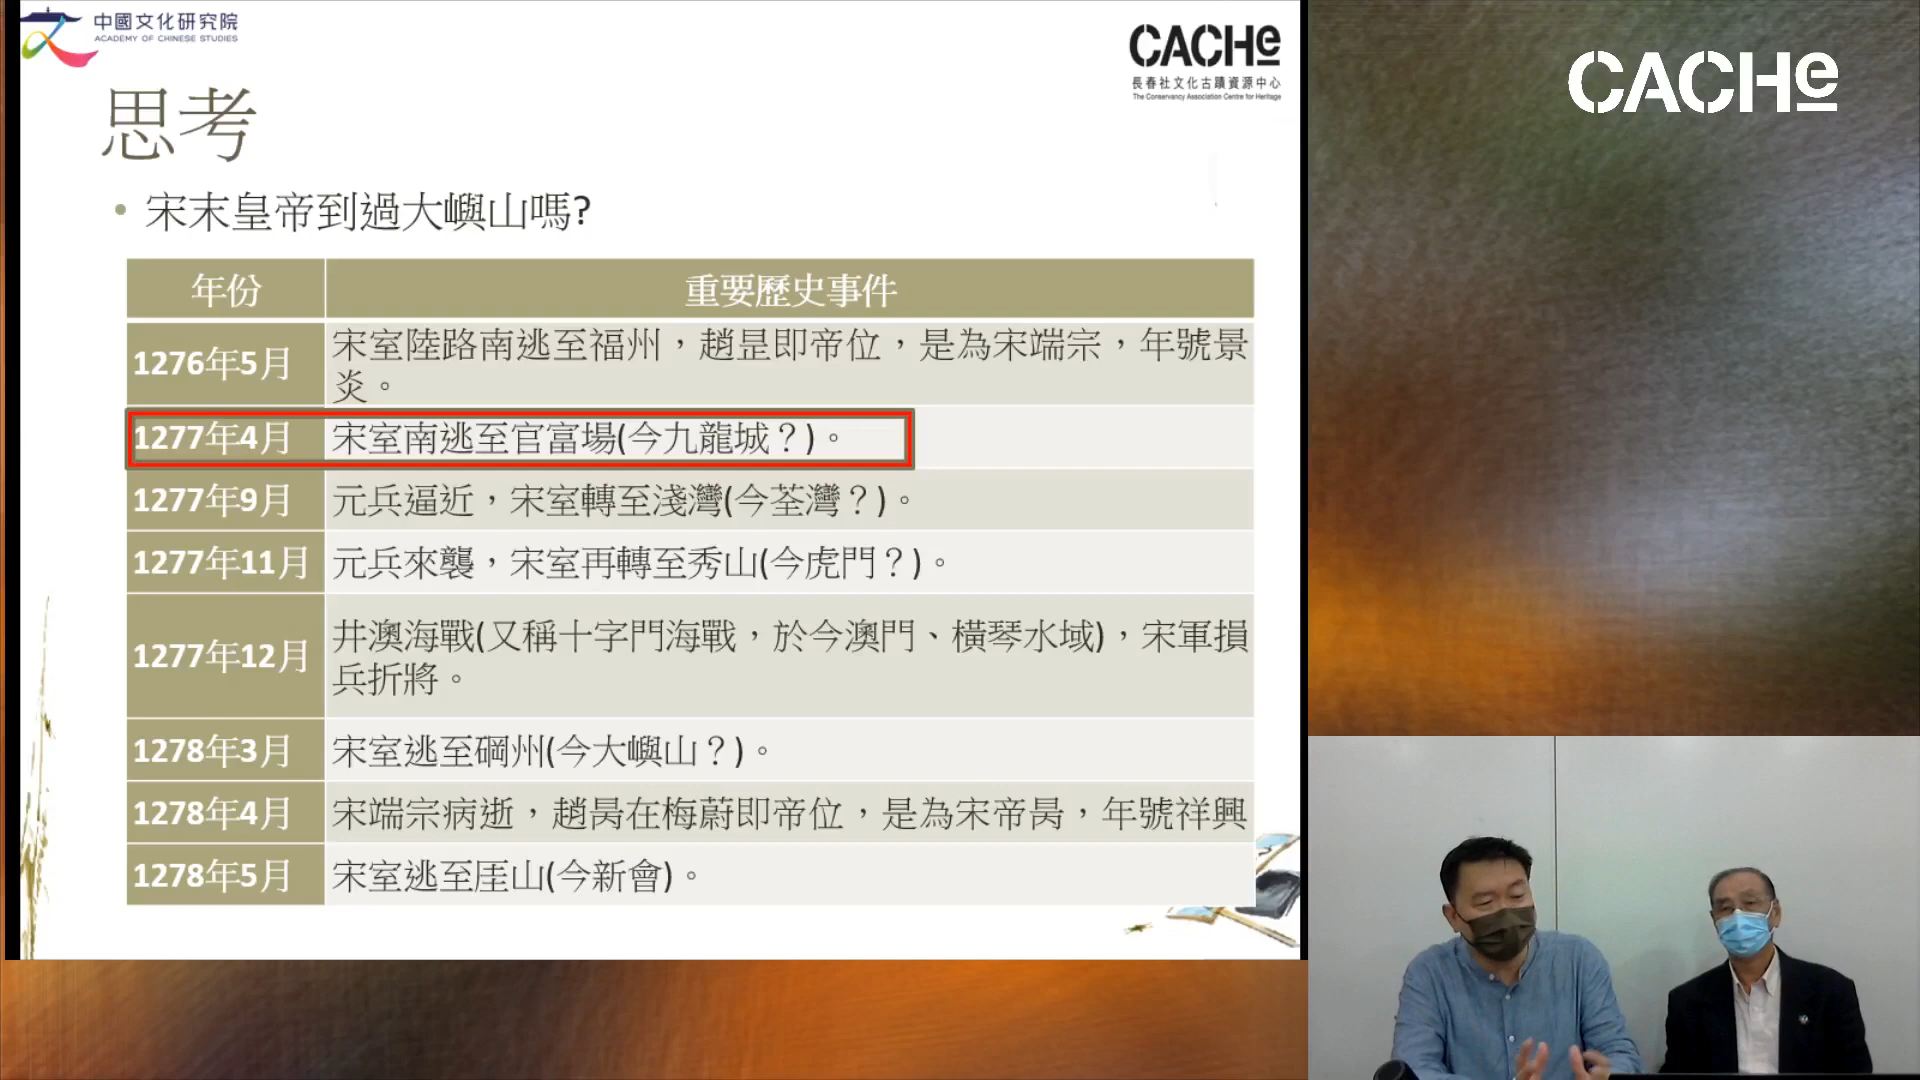 中國文化研究院
ACADEMY OF CHINESE STUDIES
CACHe
長春社文化古蹟資源中心
The Conservancy Association Centre for Heritage
CACHe
思考
• 宋末皇帝到過大嶼山嗎?
年份 重要歷史事件
1276年5月 宋室陸路南逃至福州，趙昰即帝位，是為宋端宗，年號景
炎。
1277年4月 宋室南逃至官富場(今九龍城？)。
1277年9月 元兵逼近，宋室轉至淺灣(今荃灣？)。
1277年11月 元兵來襲，宋室再轉至秀山(今虎門？)。
1277年12月 井澳海戰(又稱十字門海戰，於今澳門、橫琴水域)，宋軍損
兵折將。
1278年3月 宋室逃至碙州(今大嶼山？)。
1278年4月 宋端宗病逝，趙昺在梅蔚即帝位，是為宋帝昺，年號祥興
1278年5月 宋室逃至厓山(今新會)。